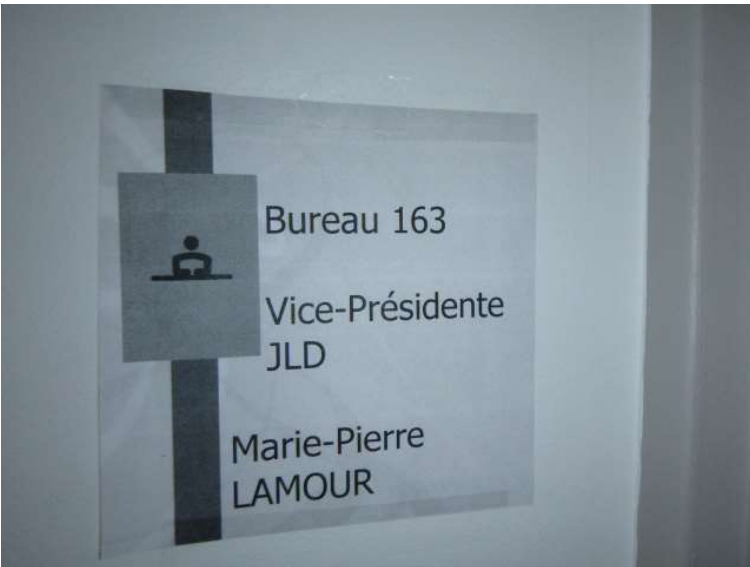 Bureau 163
Vice-Présidente
JLD
Marie-Pierre
LAMOUR